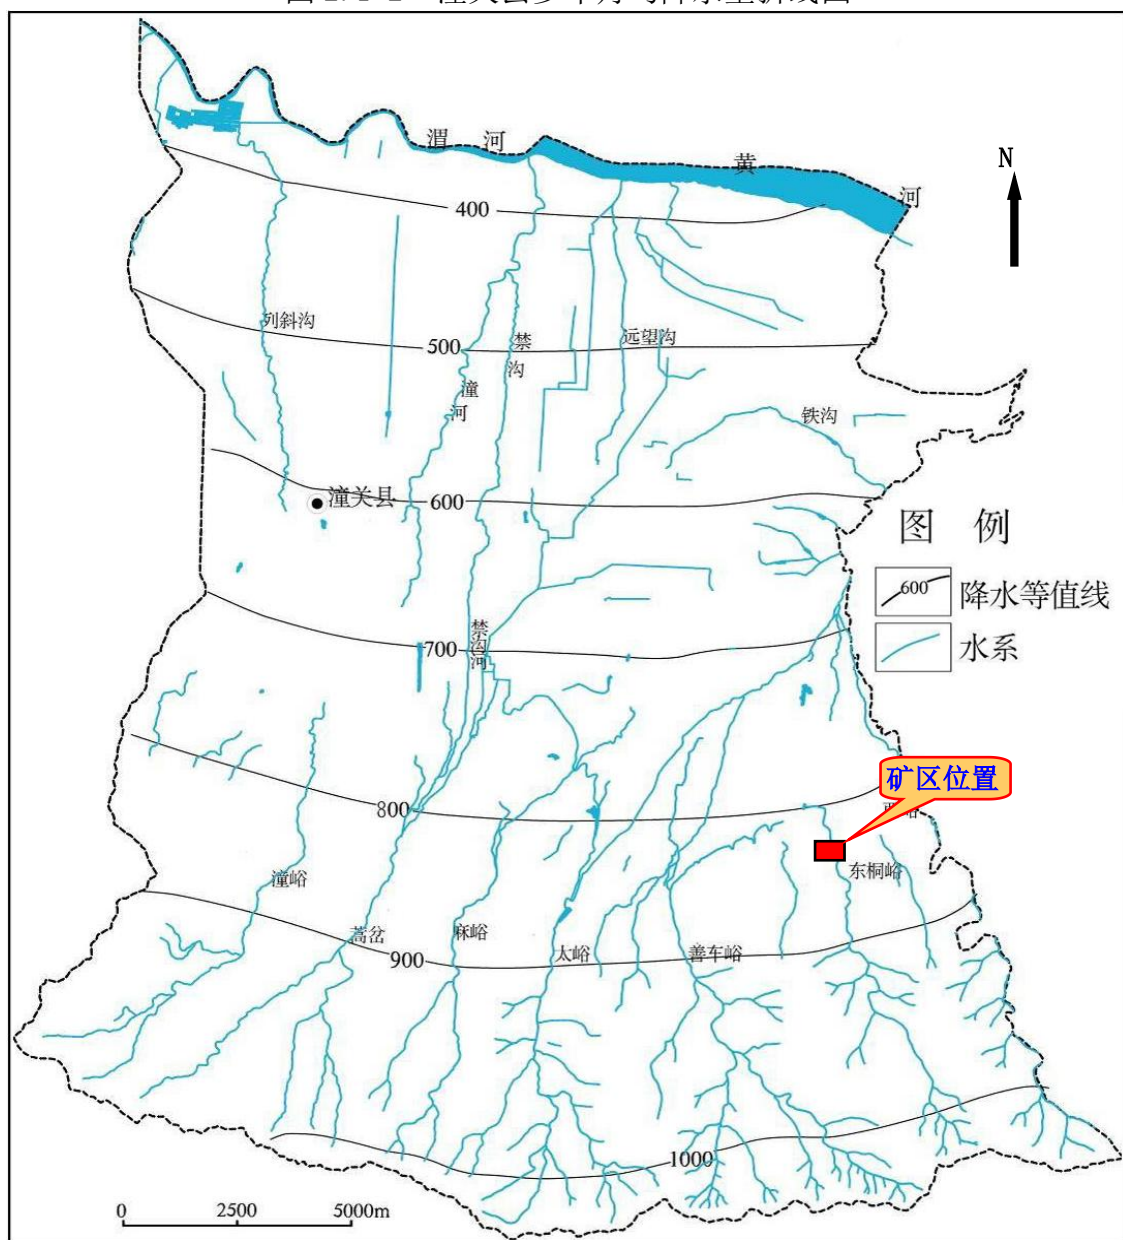 渭 河
黄
河
N
400
列斜沟
500
禁沟
远望沟
潼河
铁沟
潼关县
600
图 例
600
降水等值线
禁沟河
700
水系
矿区位置
800
东桐峪
潼峪
蒿岔
麻峪
900
太峪
善车峪
1000
0 2500 5000m